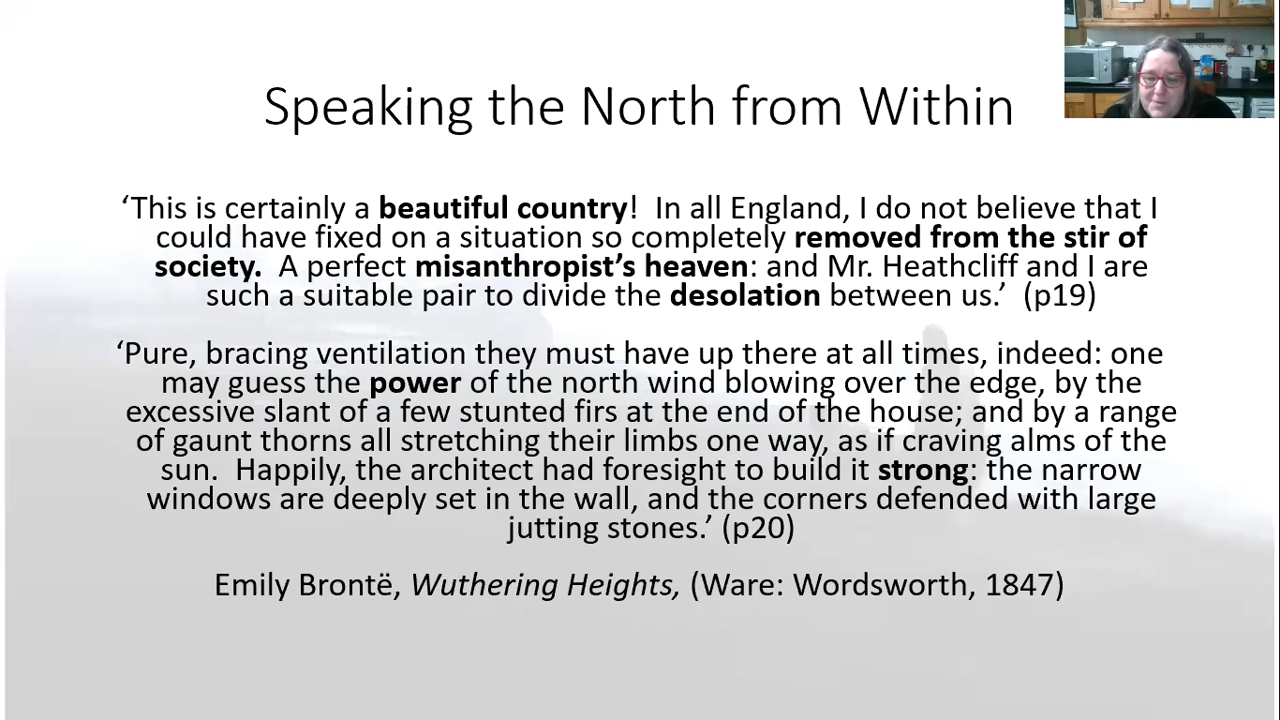 Speaking the North from Within
‘This is certainly a beautiful country!  In all England, I do not believe that I
could have fixed on a situation so completely removed from the stir of
society.  A perfect misanthropist’s heaven: and Mr. Heathcliff and I are
such a suitable pair to divide the desolation between us.’  (p19)
‘Pure, bracing ventilation they must have up there at all times, indeed: one
may guess the power of the north wind blowing over the edge, by the
excessive slant of a few stunted firs at the end of the house; and by a range
of gaunt thorns all stretching their limbs one way, as if craving alms of the
sun.  Happily, the architect had foresight to build it strong: the narrow
windows are deeply set in the wall, and the corners defended with large
jutting stones.’ (p20)
Emily Brontë, Wuthering Heights, (Ware: Wordsworth, 1847)